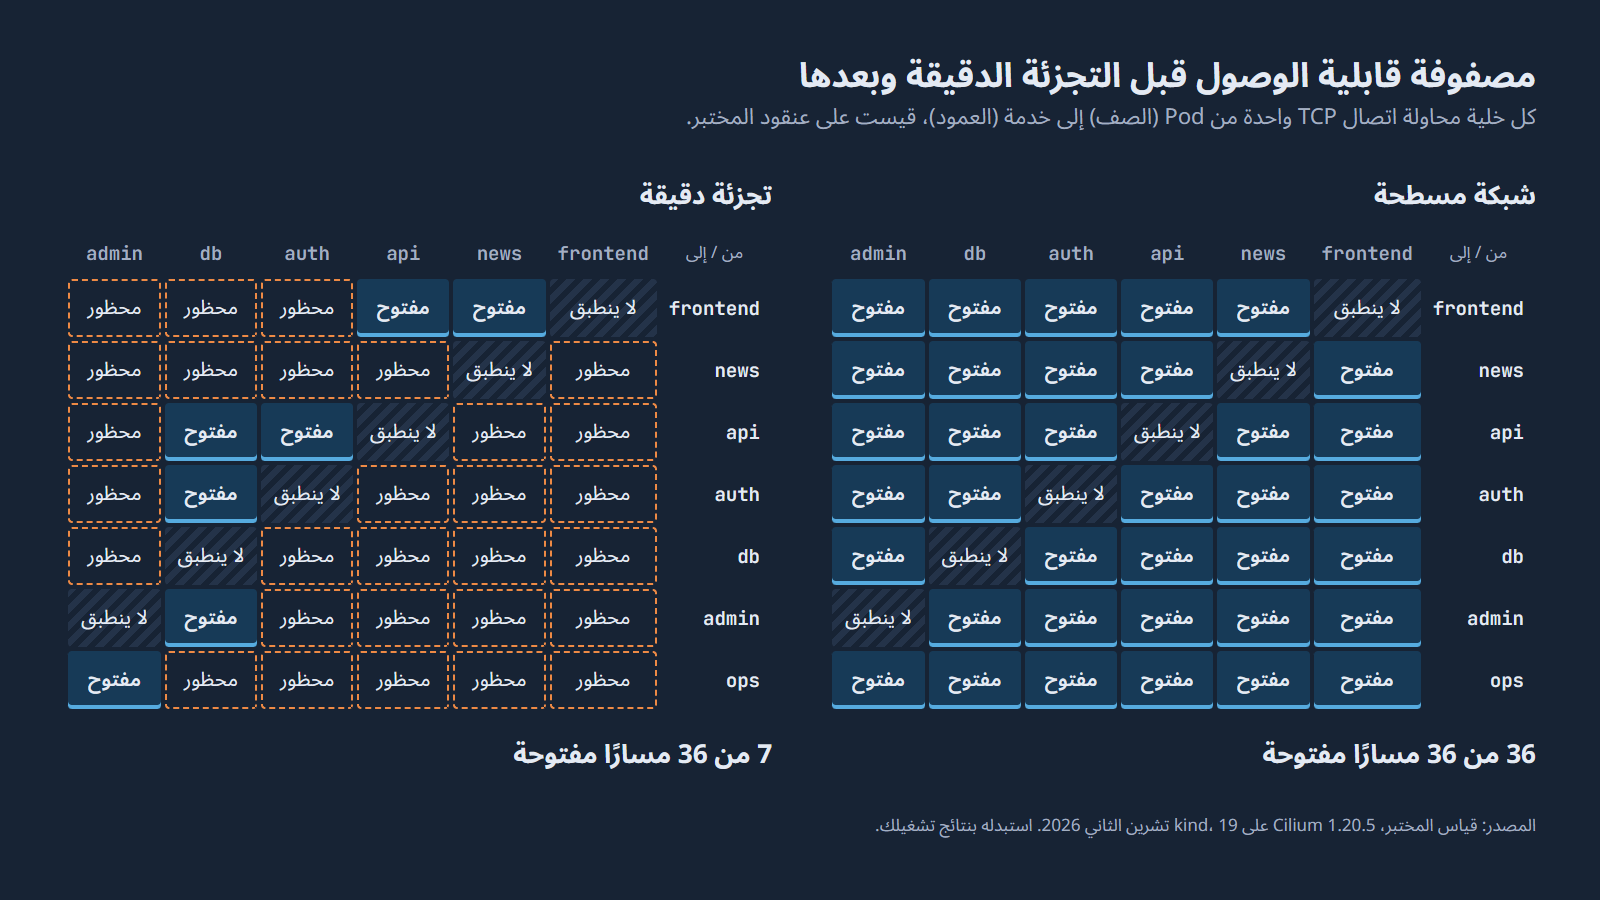 مصفوفة قابلية الوصول قبل التجزئة الدقيقة وبعدها
كل خلية محاولة اتصال TCP واحدة من Pod (الصف) إلى خدمة (العمود)، قيست على عنقود المختبر.
شبكة مسطحة
من / إلى frontend news api auth db admin
frontend لا ينطبق مفتوح مفتوح مفتوح مفتوح مفتوح
news مفتوح لا ينطبق مفتوح مفتوح مفتوح مفتوح
api مفتوح مفتوح لا ينطبق مفتوح مفتوح مفتوح
auth مفتوح مفتوح مفتوح لا ينطبق مفتوح مفتوح
db مفتوح مفتوح مفتوح مفتوح لا ينطبق مفتوح
admin مفتوح مفتوح مفتوح مفتوح مفتوح لا ينطبق
ops مفتوح مفتوح مفتوح مفتوح مفتوح مفتوح
36 من 36 مسارًا مفتوحة
تجزئة دقيقة
من / إلى frontend news api auth db admin
frontend لا ينطبق مفتوح مفتوح محظور محظور محظور
news محظور لا ينطبق محظور محظور محظور محظور
api محظور محظور لا ينطبق مفتوح مفتوح محظور
auth محظور محظور محظور لا ينطبق مفتوح محظور
db محظور محظور محظور محظور لا ينطبق محظور
admin محظور محظور محظور محظور مفتوح لا ينطبق
ops محظور محظور محظور محظور محظور مفتوح
7 من 36 مسارًا مفتوحة
المصدر: قياس المختبر، Cilium 1.20.5 على kind، 19 تشرين الثاني 2026. استبدله بنتائج تشغيلك.